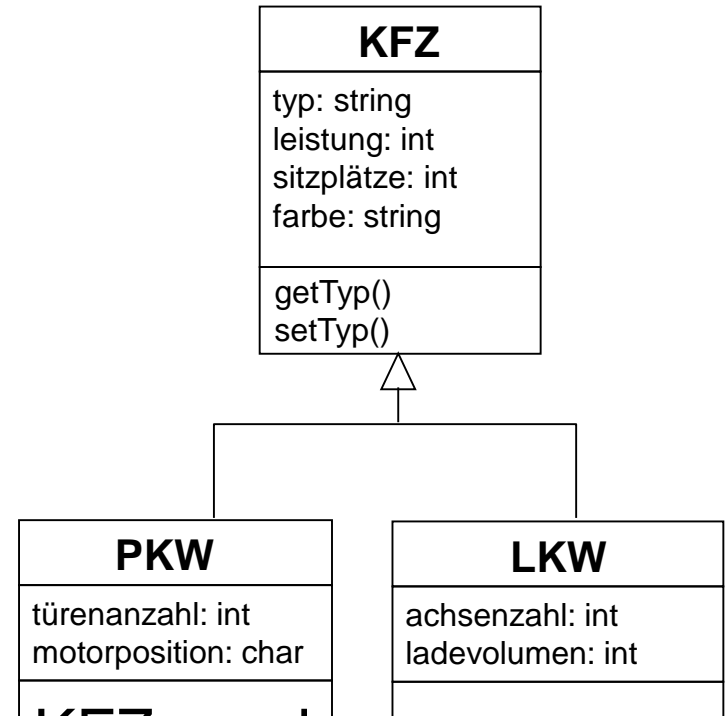 KFZ
typ: string
leistung: int
sitzplätze: int
farbe: string
getTyp()
setTyp()
PKW
türenanzahl: int
motorposition: char
LKW
achsenzahl: int
ladevolumen: int